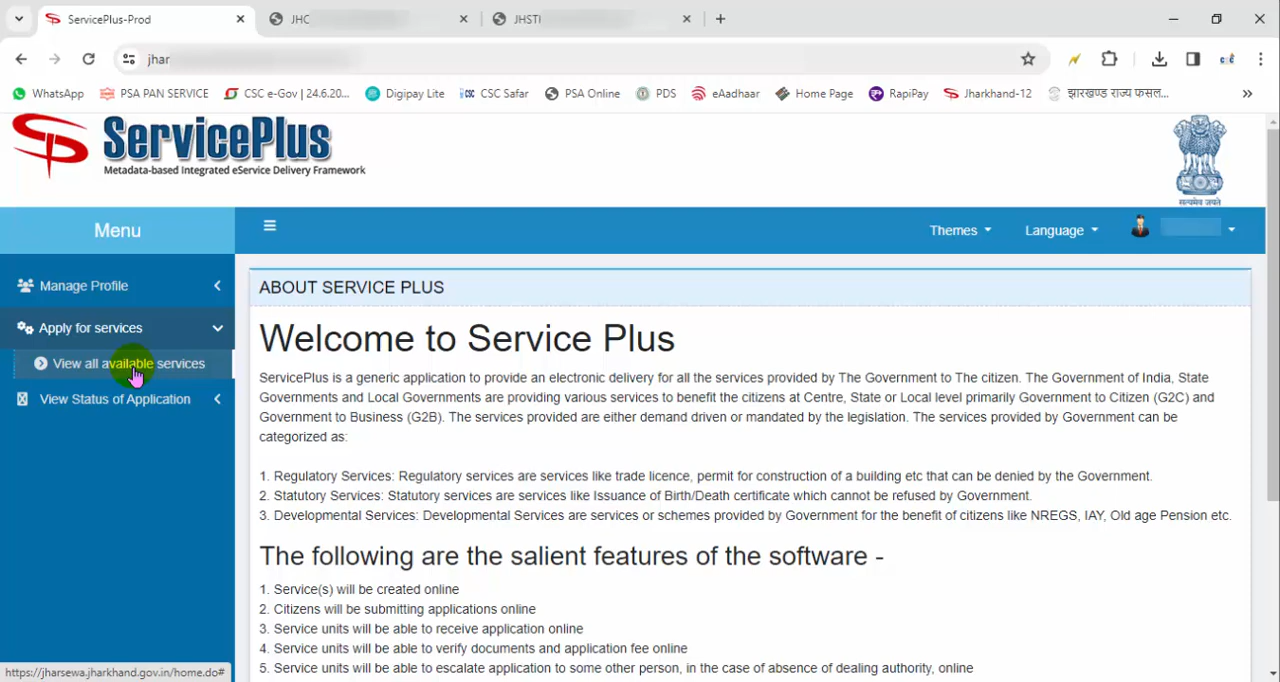 ServicePlus-Prod
JHC
JHSTI
jhar
WhatsApp
PSA PAN SERVICE
CSC e-Gov | 24.6.20...
Digipay Lite
CSC Safar
PSA Online
PDS
eAadhaar
Home Page
RapiPay
Jharkhand-12
झारखण्ड राज्य फसल...
ServicePlus
Metadata-based Integrated eService Delivery Framework
सत्यमेव जयते
Menu
Themes
Language
Manage Profile
Apply for services
View all available services
View Status of Application
ABOUT SERVICE PLUS
Welcome to Service Plus
ServicePlus is a generic application to provide an electronic delivery for all the services provided by The Government to The citizen. The Government of India, State
Governments and Local Governments are providing various services to benefit the citizens at Centre, State or Local level primarily Government to Citizen (G2C) and
Government to Business (G2B). The services provided are either demand driven or mandated by the legislation. The services provided by Government can be
categorized as:
1. Regulatory Services: Regulatory services are services like trade licence, permit for construction of a building etc that can be denied by the Government.
2. Statutory Services: Statutory services are services like Issuance of Birth/Death certificate which cannot be refused by Government.
3. Developmental Services: Developmental Services are services or schemes provided by Government for the benefit of citizens like NREGS, IAY, Old age Pension etc.
The following are the salient features of the software -
1. Service(s) will be created online
2. Citizens will be submitting applications online
3. Service units will be able to receive application online
4. Service units will be able to verify documents and application fee online
5. Service units will be able to escalate application to some other person, in the case of absence of dealing authority, online
https://jharsewa.jharkhand.gov.in/home.do#